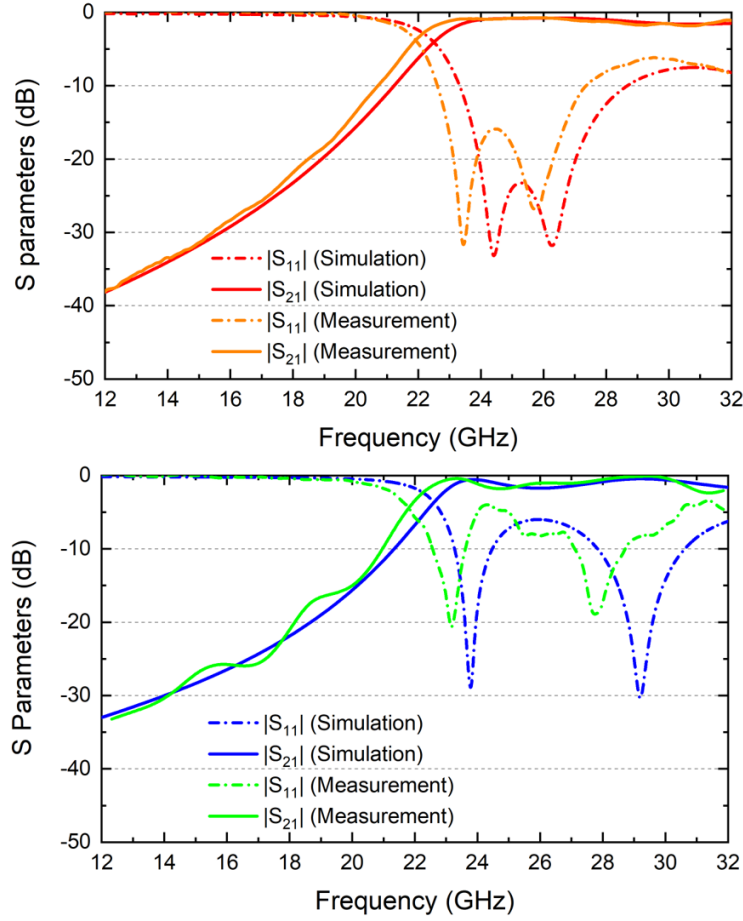 S parameters (dB)
0
-10
-20
-30
-40
-50
|S₁₁| (Simulation)
|S₂₁| (Simulation)
|S₁₁| (Measurement)
|S₂₁| (Measurement)
12 14 16 18 20 22 24 26 28 30 32
Frequency (GHz)
S Parameters (dB)
0
-10
-20
-30
-40
-50
|S₁₁| (Simulation)
|S₂₁| (Simulation)
|S₁₁| (Measurement)
|S₂₁| (Measurement)
12 14 16 18 20 22 24 26 28 30 32
Frequency (GHz)